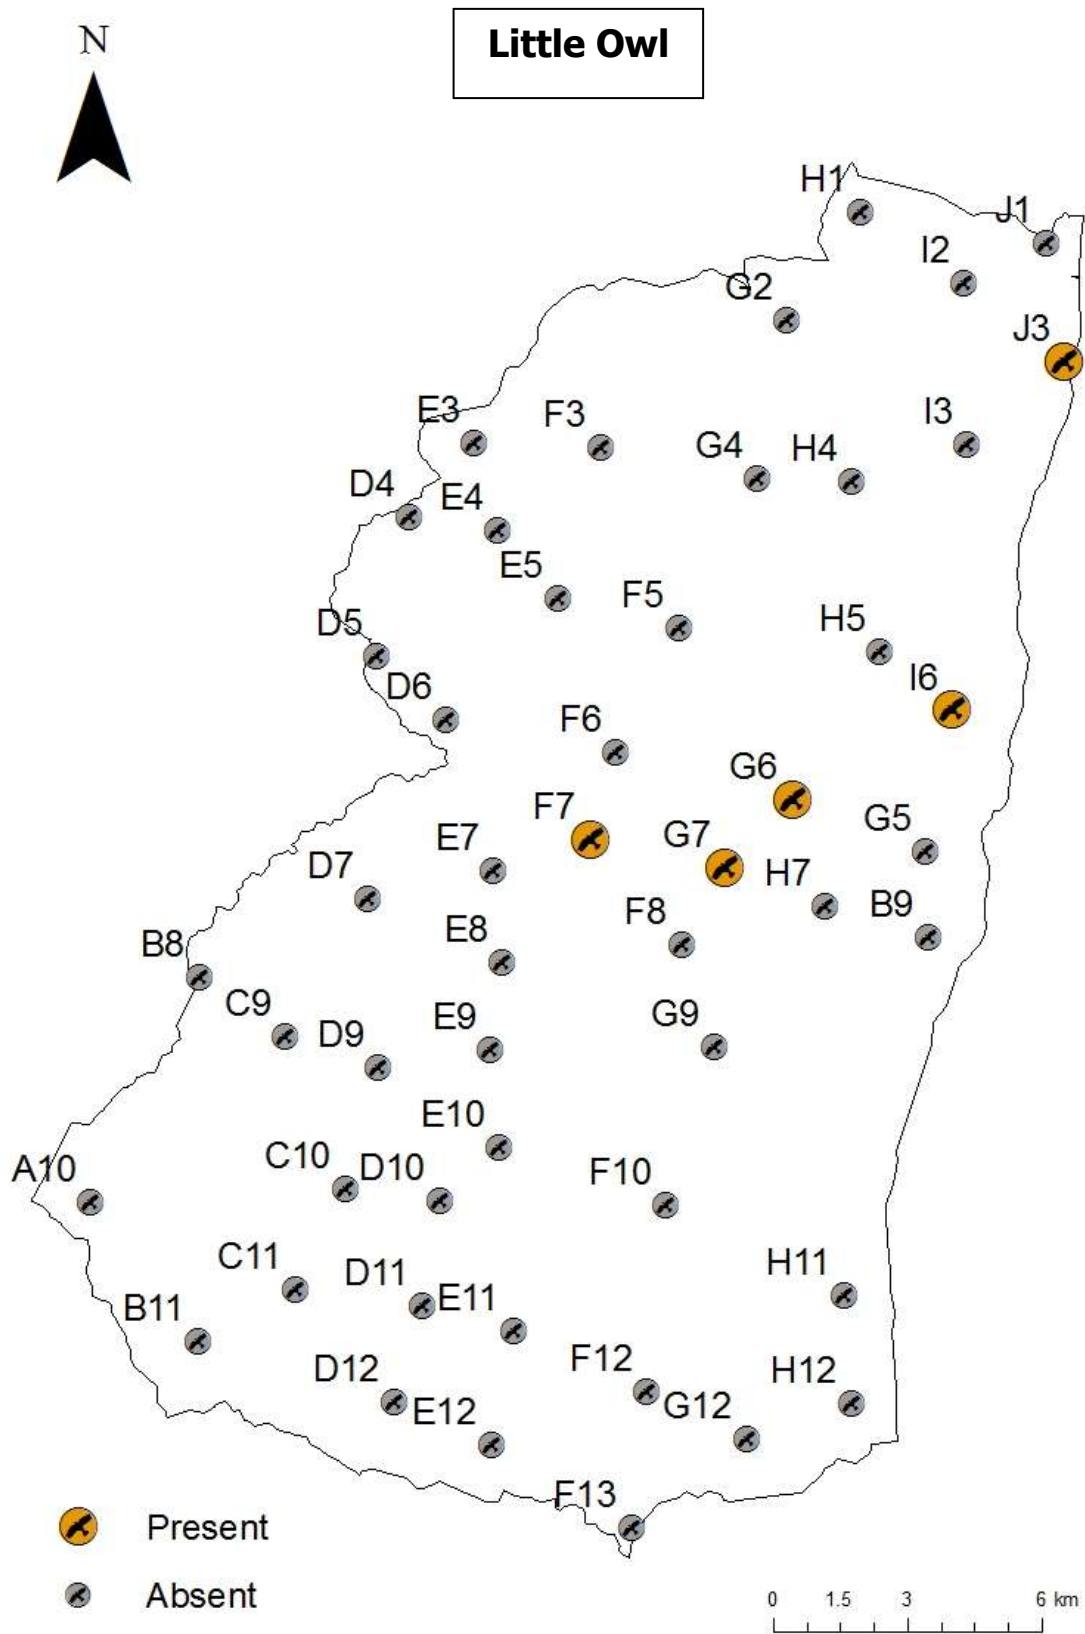 N
Little Owl
H1
J1
I2
G2
J3
E3
F3
I3
G4
H4
D4
E4
E5
F5
H5
D5
I6
D6
F6
G6
F7
G5
G7
E7
D7
H7
B9
F8
E8
B8
C9
G9
E9
D9
E10
C10
D10
F10
A10
C11
H11
D11
E11
B11
F12
D12
H12
G12
E12
F13
Present
Absent
0 1.5 3 6 km